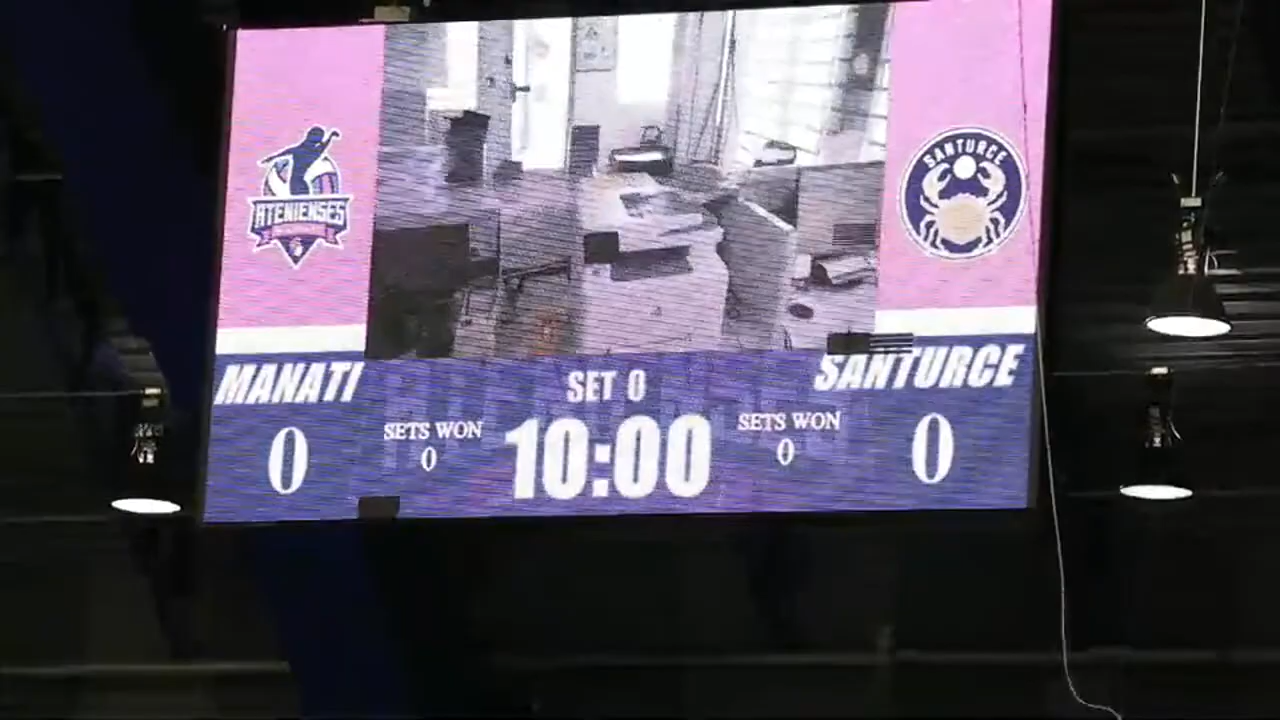 ATENIENSES
SANTURCE
MANATI
SANTURCE
SET 0
SETS WON
SETS WON
0
0
10:00
0
0